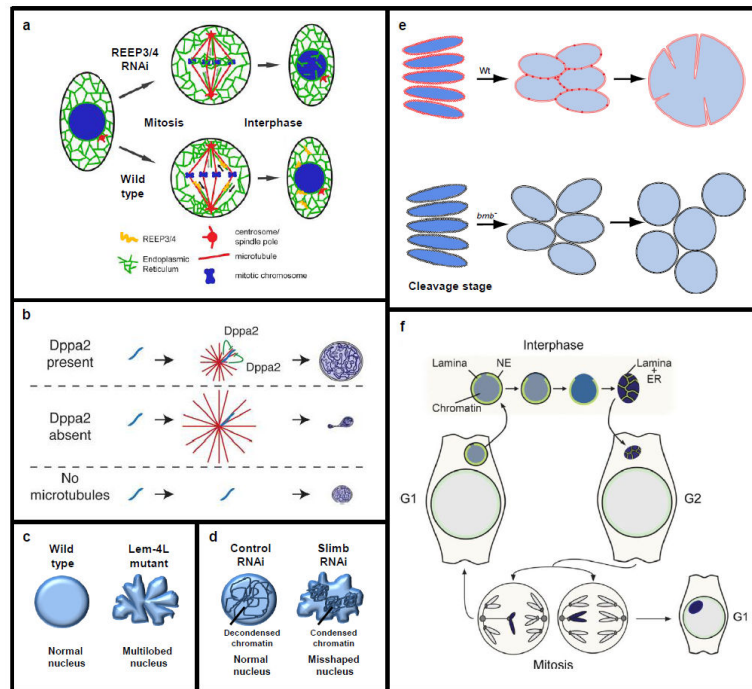 a
REEP3/4
RNAi
Mitosis
Interphase
Wild
type
REEP3/4
centrosome/
spindle pole
Endoplasmic
Reticulum
microtubule
mitotic chromosome
b
Dppa2
present
Dppa2
Dppa2
Dppa2
absent
No
microtubules
c
Wild
type
Lem-4L
mutant
Normal
nucleus
Multilobed
nucleus
d
Control
RNAi
Slimb
RNAi
Decondensed
chromatin
Condensed
chromatin
Normal
nucleus
Misshaped
nucleus
e
Wt
bmb-
Cleavage stage
f
Interphase
Lamina
NE
Lamina
+
ER
Chromatin
G1
G2
G1
Mitosis